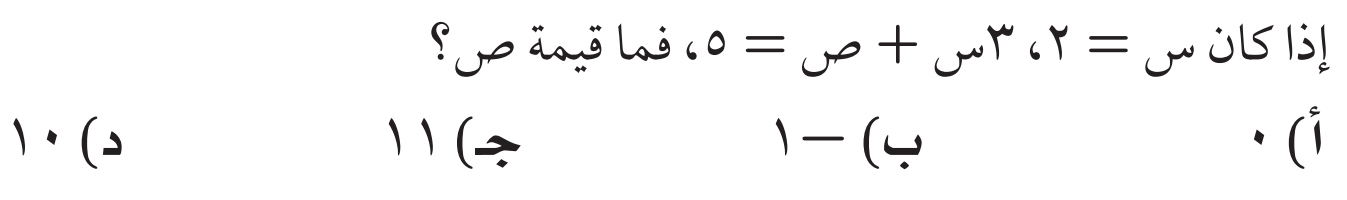 إذا كان س = ٢، ٣س + ص = ٥، فما قيمة ص؟
أ) ٠ ب) –١ جـ) ١١ د) ١٠